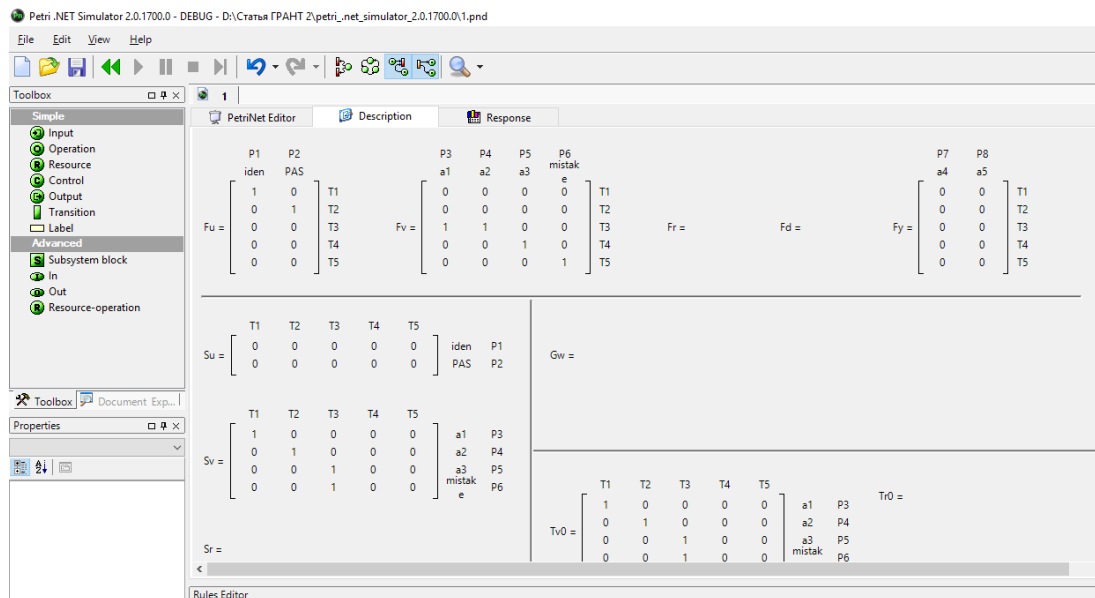 Petri .NET Simulator 2.0.1700.0 - DEBUG - D:\Статья ГРАНТ 2\petri_.net_simulator_2.0.1700.0\1.pnd
File Edit View Help
Toolbox
1
Simple
Input
Operation
Resource
Control
Output
Transition
Label
Advanced
Subsystem block
In
Out
Resource-operation
Toolbox Document Exp...
Properties
PetriNet Editor Description Response
P1 P2
iden PAS
Fu =
1 0 T1
0 1 T2
0 0 T3
0 0 T4
0 0 T5
P3 P4 P5 P6
a1 a2 a3 mistak
e
Fv =
0 0 0 0 T1
0 0 0 0 T2
1 1 0 0 T3
0 0 1 0 T4
0 0 0 1 T5
Fr =
Fd =
P7 P8
a4 a5
Fy =
0 0 T1
0 0 T2
0 0 T3
0 0 T4
0 0 T5
T1 T2 T3 T4 T5
Su =
0 0 0 0 0 iden P1
0 0 0 0 0 PAS P2
Gw =
T1 T2 T3 T4 T5
Sv =
1 0 0 0 0 a1 P3
0 1 0 0 0 a2 P4
0 0 1 0 0 a3 P5
0 0 1 0 0 mistak P6
e
Sr =
T1 T2 T3 T4 T5
Tv0 =
1 0 0 0 0 a1 P3
0 1 0 0 0 a2 P4
0 0 1 0 0 a3 P5
0 0 1 0 0 mistak P6
Tr0 =
Rules Editor